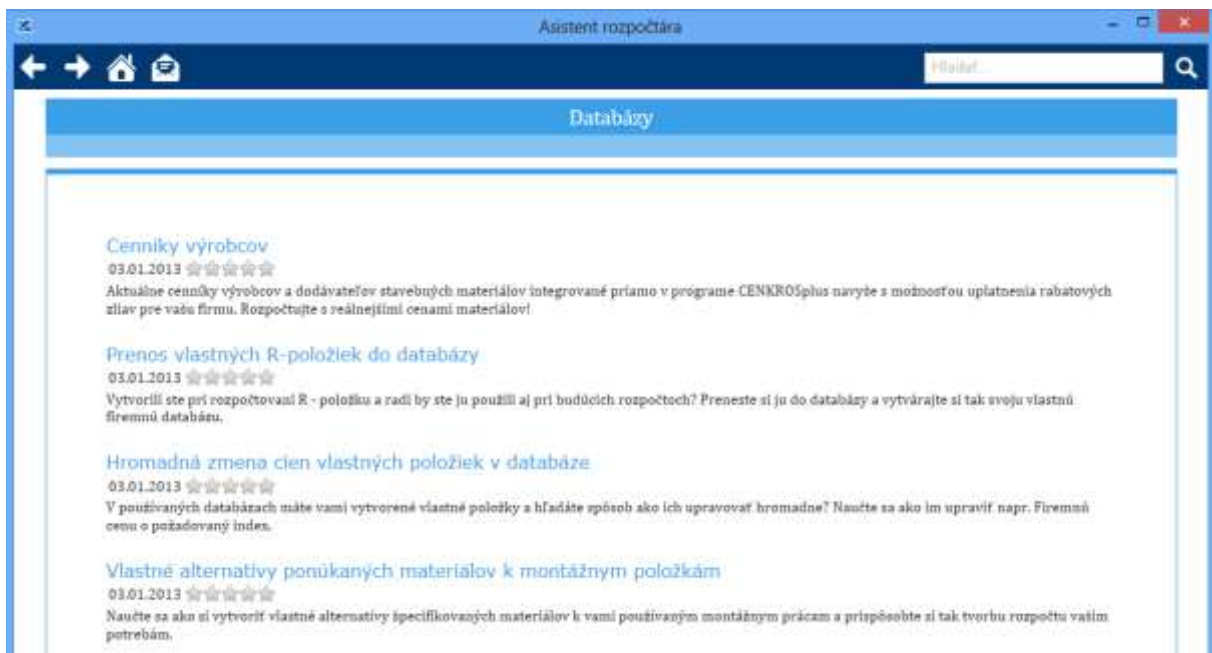 Asistent rozpočtára
Hľadať...
Databázy
Cenníky výrobcov
03.01.2013
Aktuálne cenníky výrobcov a dodávateľov stavebných materiálov integrované priamo v programe CENKROSplus navyše s možnosťou uplatnenia rabatových
zliav pre vašu firmu. Rozpočtujte s reálnejšími cenami materiálov!
Prenos vlastných R-položiek do databázy
03.01.2013
Vytvorili ste pri rozpočtovaní R - položku a radi by ste ju použili aj pri budúcich rozpočtoch? Preneste si ju do databázy a vytvárajte si tak svoju vlastnú
firemnú databázu.
Hromadná zmena cien vlastných položiek v databáze
03.01.2013
V používaných databázach máte vami vytvorené vlastné položky a hľadáte spôsob ako ich upravovať hromadne? Naučte sa ako im upraviť napr. Firemnú
cenu o požadovaný index.
Vlastné alternatívy ponúkaných materiálov k montážnym položkám
03.01.2013
Naučte sa ako si vytvoriť vlastné alternatívy špecifikovaných materiálov k vami používaným montážnym prácam a prispôsobte si tak tvorbu rozpočtu vašim
potrebám.